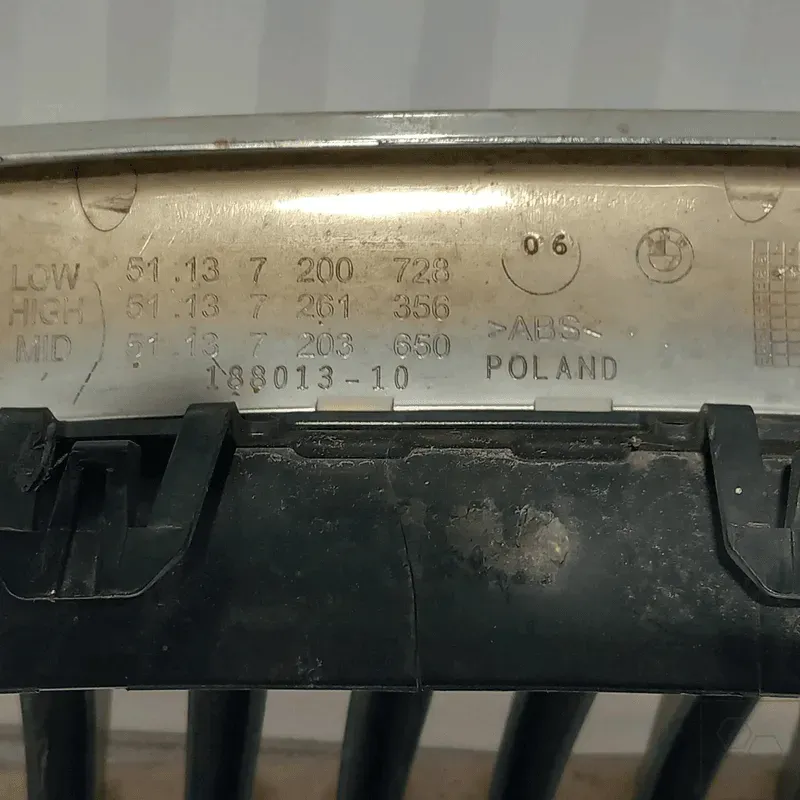 LOW 51.13 7 200 728
HIGH 51.13 7 261 356
MID 51.13 7 203 650
188013-10
06
>ABS<
POLAND